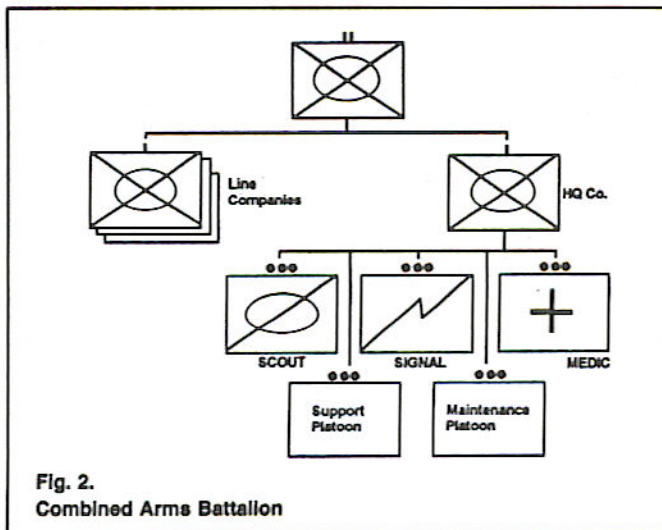 Line
Companies
HQ Co.
SCOUT
SIGNAL
MEDIC
Support
Platoon
Maintenance
Platoon
Fig. 2.
Combined Arms Battalion